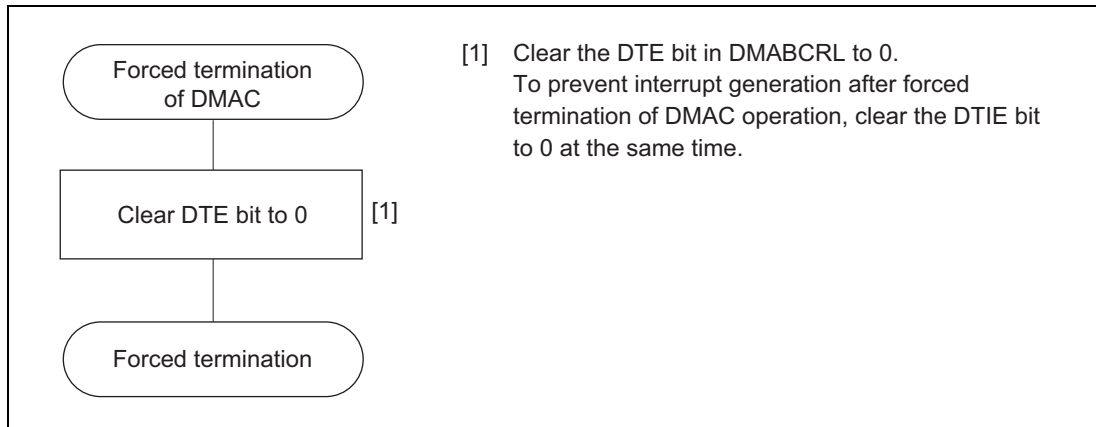 Forced termination
of DMAC
[1] Clear the DTE bit in DMABCRL to 0.
To prevent interrupt generation after forced
termination of DMAC operation, clear the DTIE bit
to 0 at the same time.
Clear DTE bit to 0 [1]
Forced termination